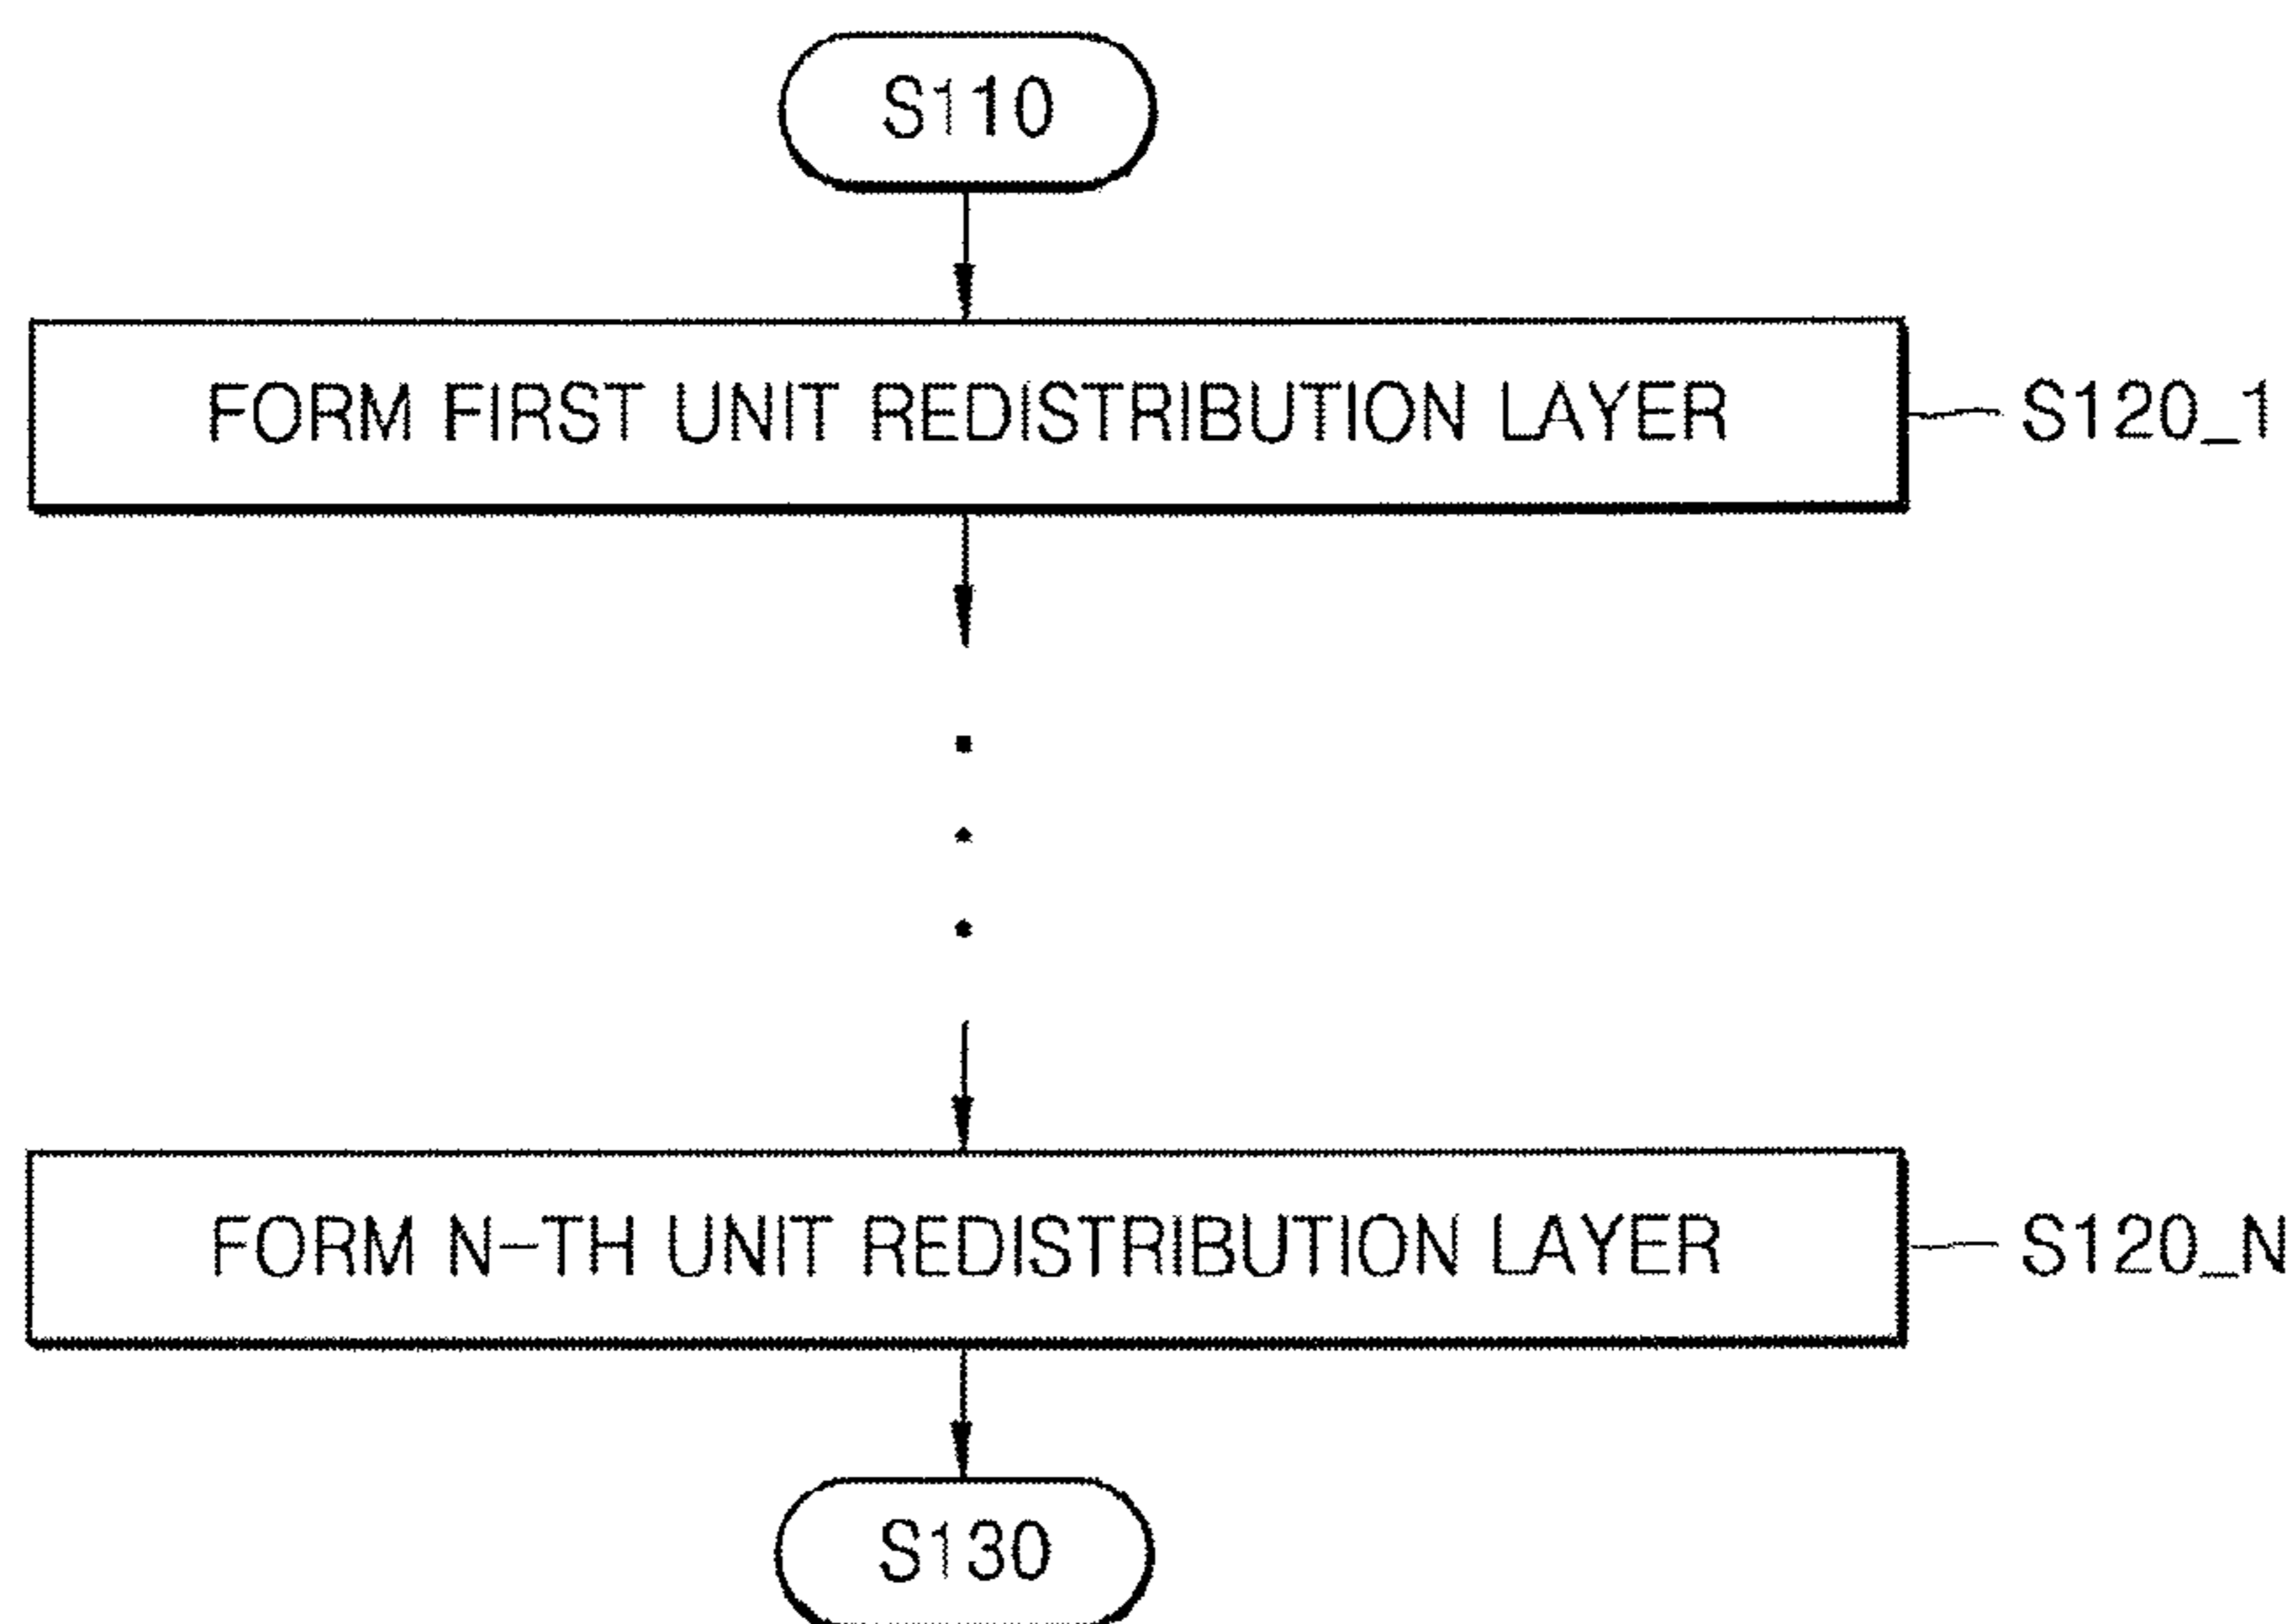 S110
FORM FIRST UNIT REDISTRIBUTION LAYER
S120_1
FORM N-TH UNIT REDISTRIBUTION LAYER
S120_N
S130